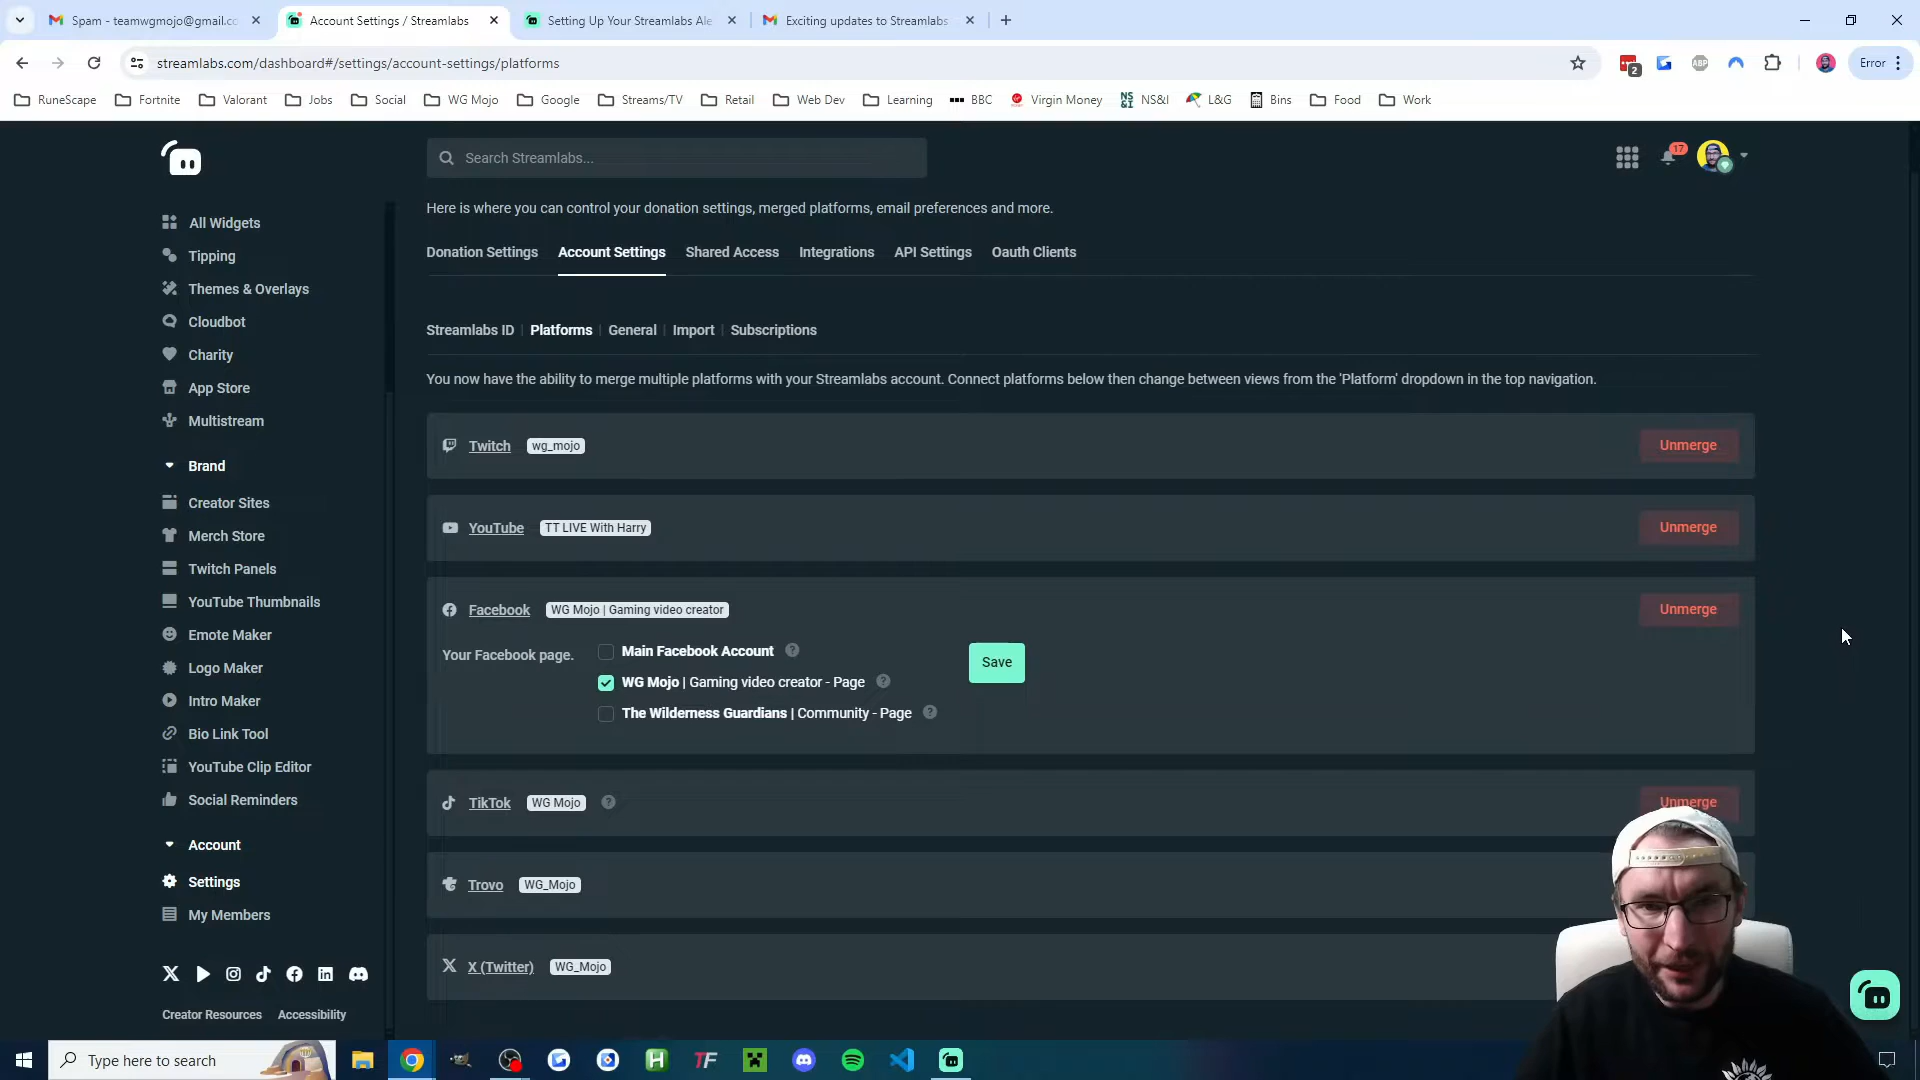 Spam - teamwgmojo@gmail.co
Account Settings / Streamlabs
Setting Up Your Streamlabs Ale
Exciting updates to Streamlabs
streamlabs.com/dashboard#/settings/account-settings/platforms
2
ABP
Error
RuneScape
Fortnite
Valorant
Jobs
Social
WG Mojo
Google
Streams/TV
Retail
Web Dev
Learning
BBC
Virgin Money
NS&I
NS&I
L&G
Bins
Food
Work
Search Streamlabs...
17
All Widgets
Tipping
Themes & Overlays
Cloudbot
Charity
App Store
Multistream
Brand
Creator Sites
Merch Store
Twitch Panels
YouTube Thumbnails
Emote Maker
Logo Maker
Intro Maker
Bio Link Tool
YouTube Clip Editor
Social Reminders
Account
Settings
My Members
Creator Resources
Accessibility
Here is where you can control your donation settings, merged platforms, email preferences and more.
Donation Settings
Account Settings
Shared Access
Integrations
API Settings
Oauth Clients
Streamlabs ID | Platforms | General | Import | Subscriptions
You now have the ability to merge multiple platforms with your Streamlabs account. Connect platforms below then change between views from the 'Platform' dropdown in the top navigation.
Twitch wg_mojo Unmerge
YouTube TT LIVE With Harry Unmerge
Facebook WG Mojo | Gaming video creator Unmerge
Your Facebook page.
Main Facebook Account ?
WG Mojo | Gaming video creator - Page ?
The Wilderness Guardians | Community - Page ?
Save
TikTok WG Mojo ? Unmerge
Trovo WG_Mojo
X (Twitter) WG_Mojo
Type here to search
H
TF